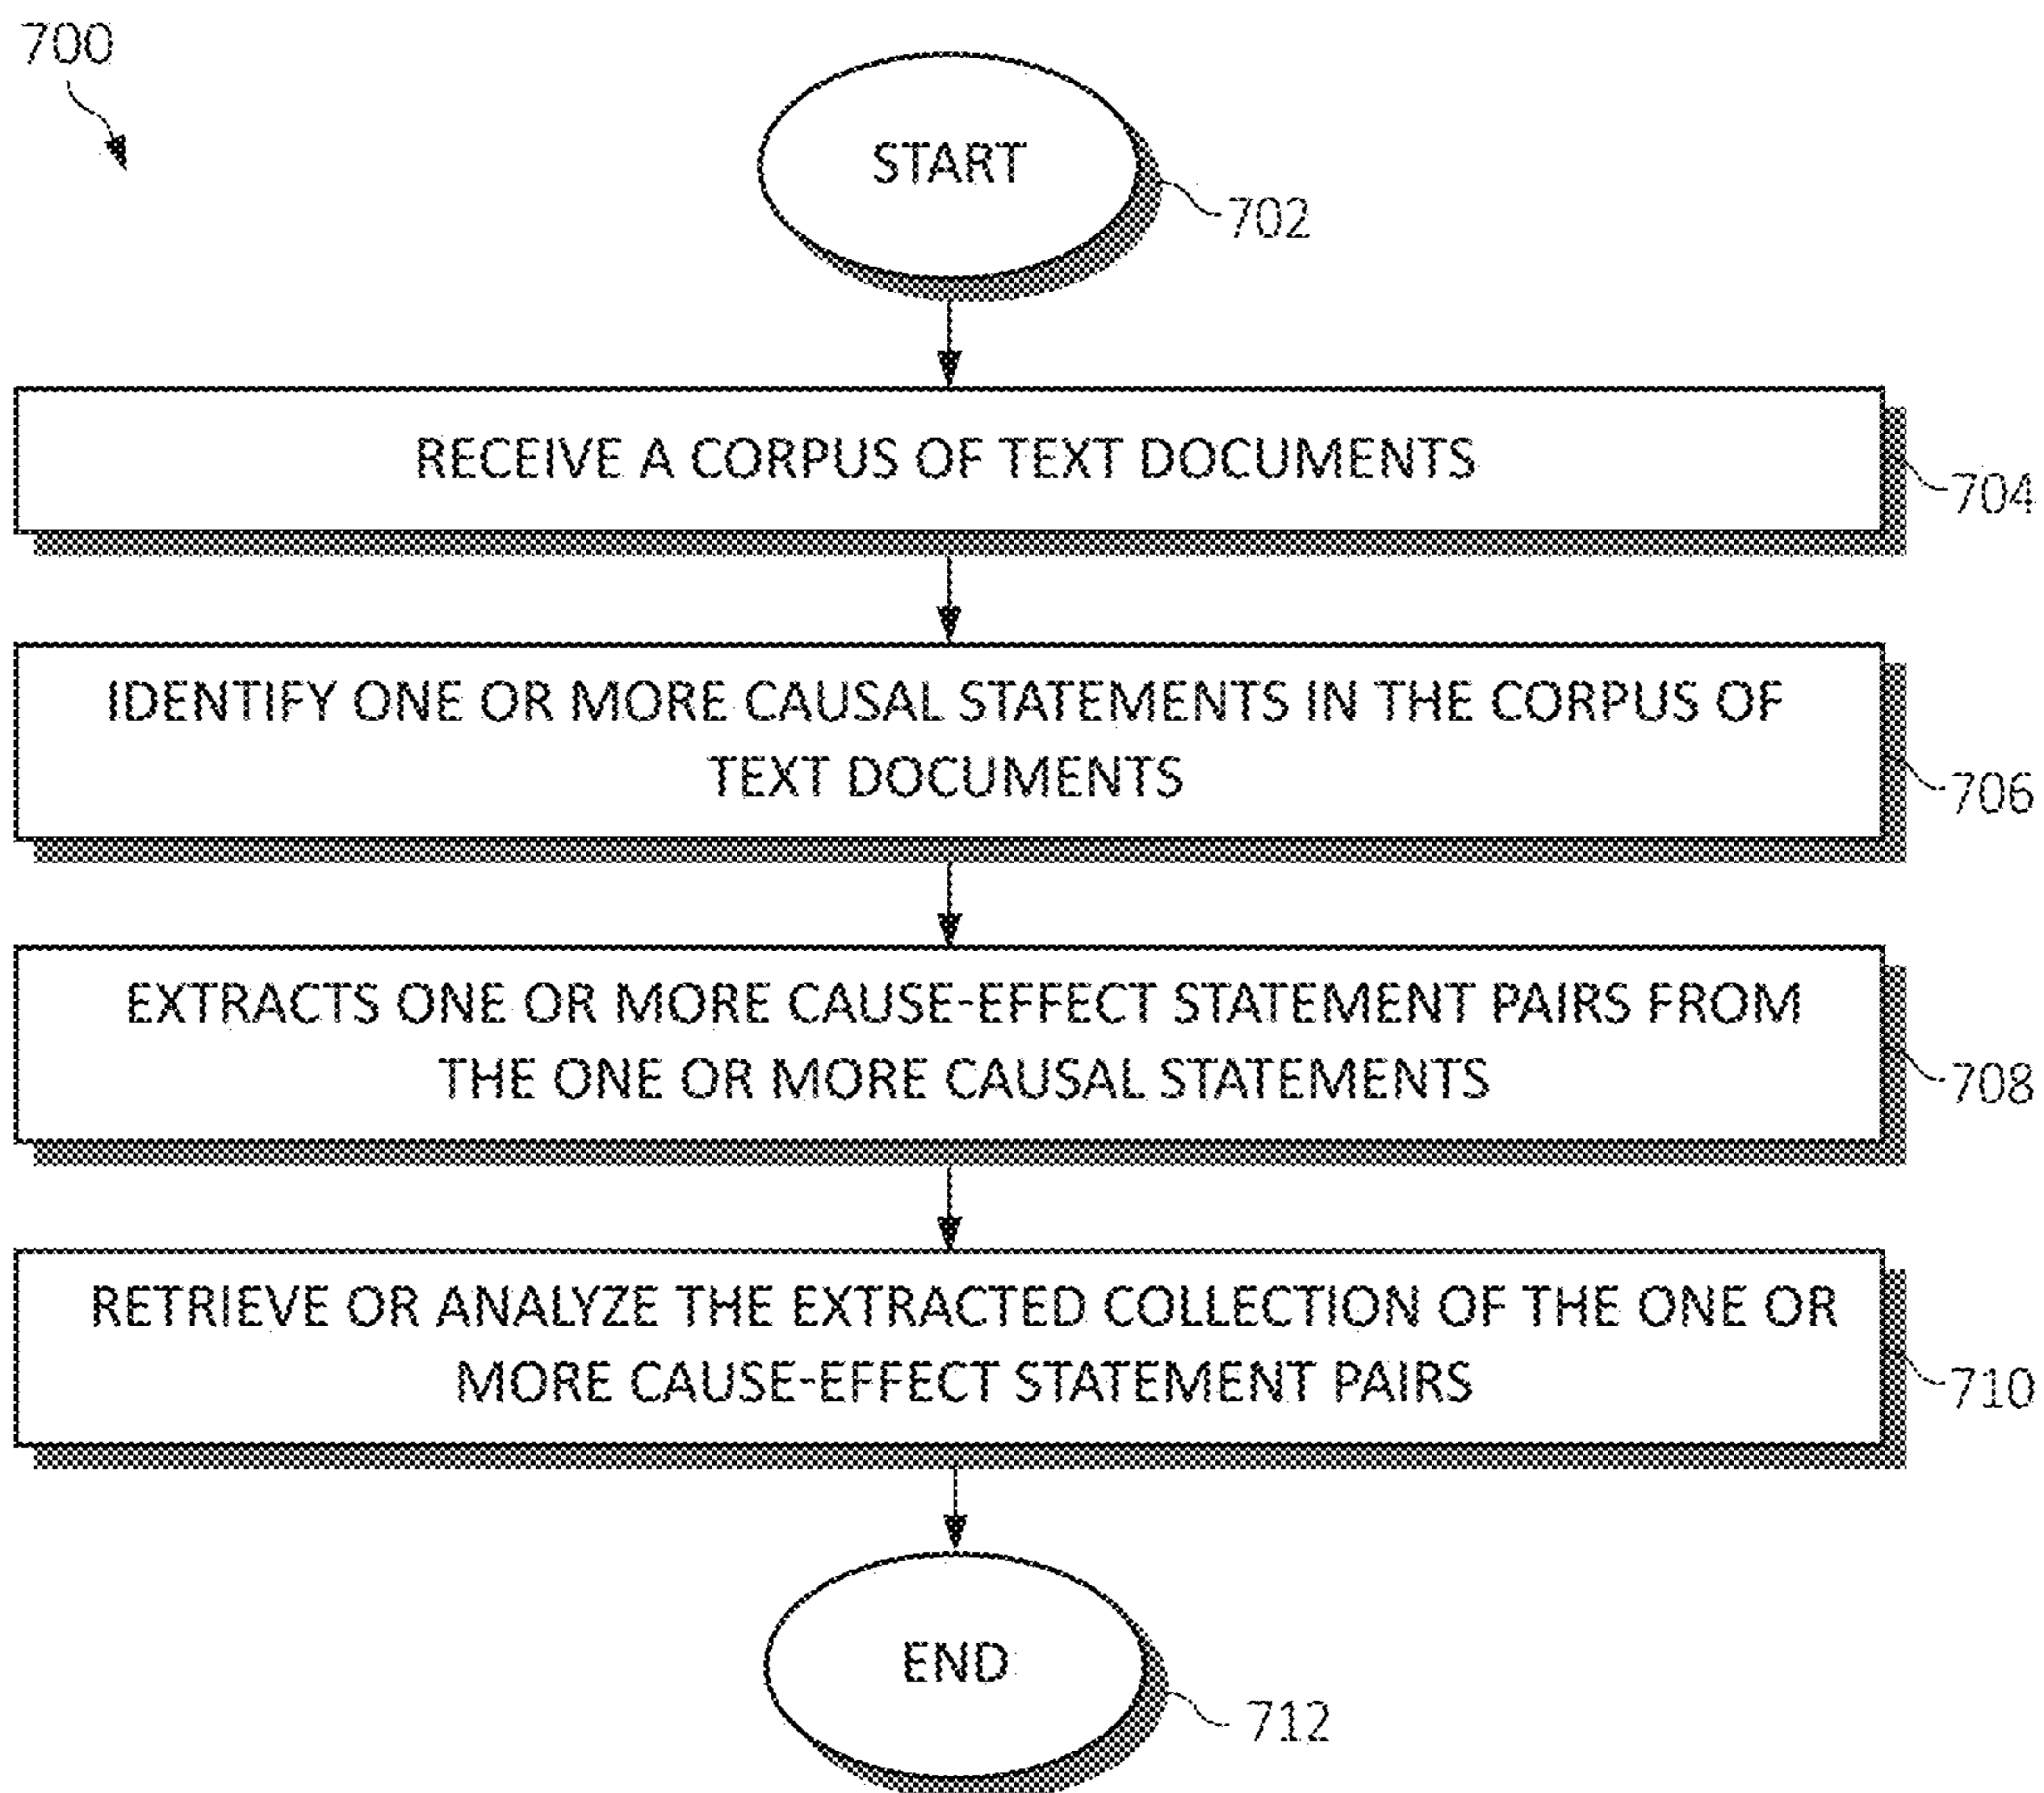 700
START
702
RECEIVE A CORPUS OF TEXT DOCUMENTS
704
IDENTIFY ONE OR MORE CAUSAL STATEMENTS IN THE CORPUS OF
TEXT DOCUMENTS
706
EXTRACTS ONE OR MORE CAUSE-EFFECT STATEMENT PAIRS FROM
THE ONE OR MORE CAUSAL STATEMENTS
708
RETRIEVE OR ANALYZE THE EXTRACTED COLLECTION OF THE ONE OR
MORE CAUSE-EFFECT STATEMENT PAIRS
710
END
712